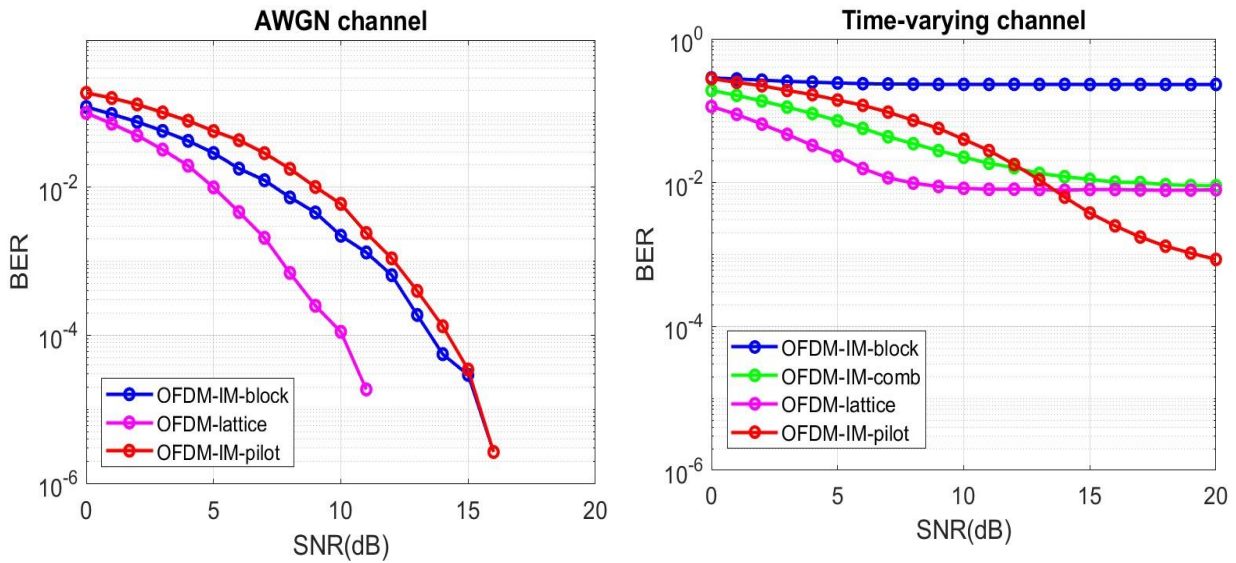 AWGN channel
BER
10^-2
10^-4
10^-6
0 5 10 15 20
SNR(dB)
OFDM-IM-block
OFDM-lattice
OFDM-IM-pilot
Time-varying channel
BER
10^0
10^-2
10^-4
10^-6
0 5 10 15 20
SNR(dB)
OFDM-IM-block
OFDM-IM-comb
OFDM-lattice
OFDM-IM-pilot